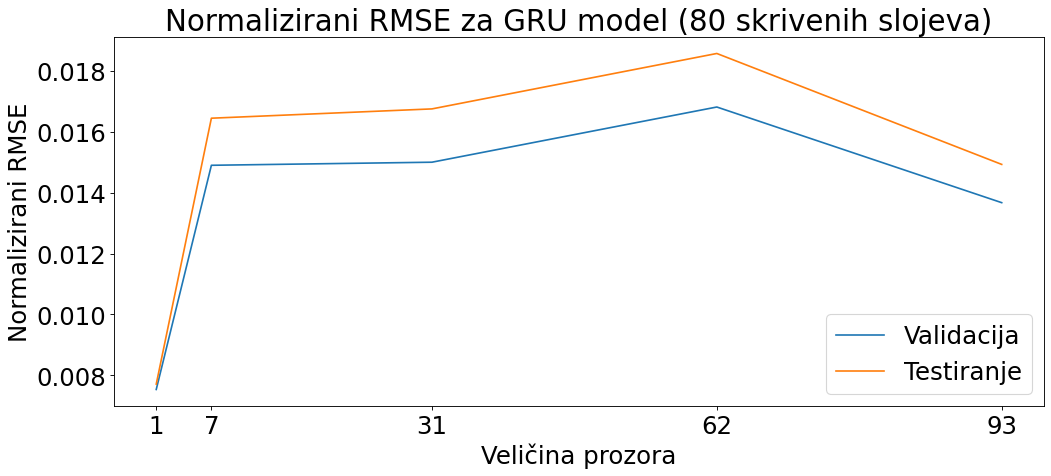 Normalizirani RMSE za GRU model (80 skrivenih slojeva)
Normalizirani RMSE
0.018
0.016
0.014
0.012
0.010
0.008
Validacija
Testiranje
1 7 31 62 93
Veličina prozora